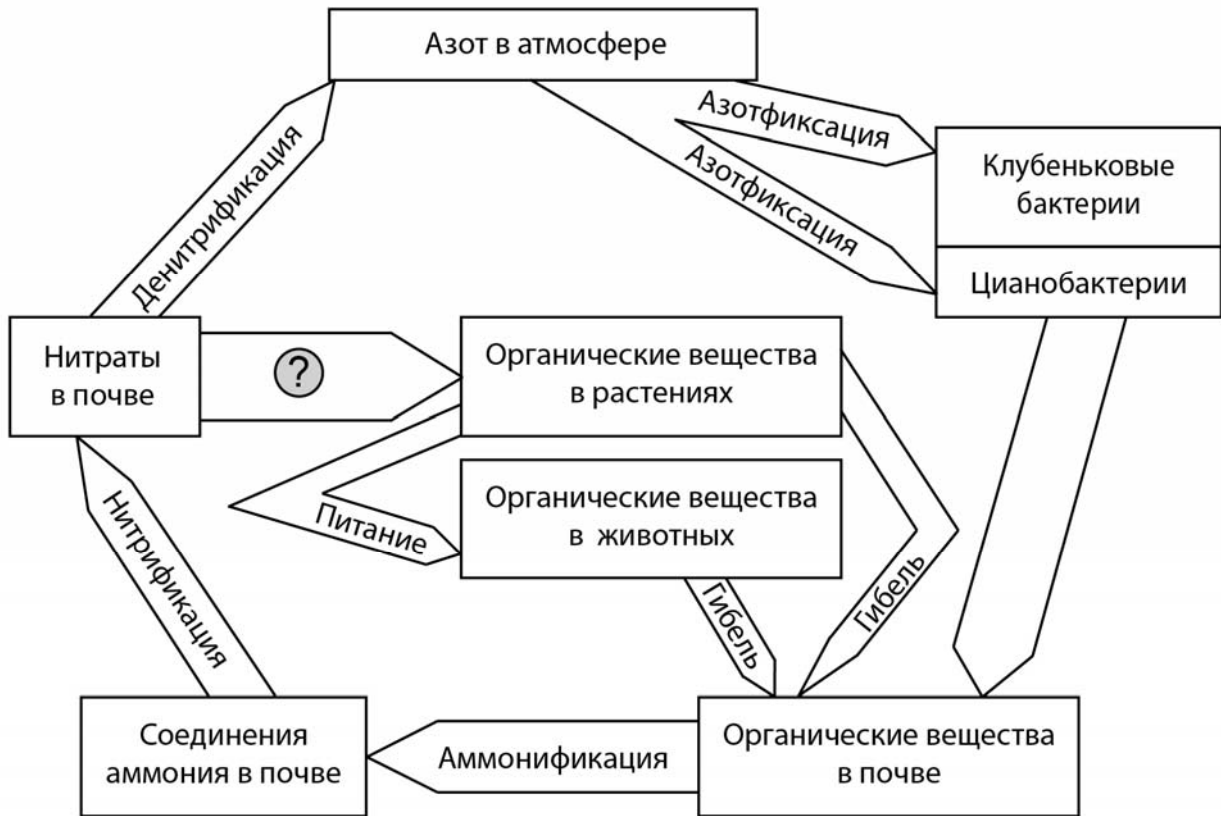 Азот в атмосфере
Азотфиксация
Азотфиксация
Клубеньковые
бактерии
Цианобактерии
Денитрификация
Нитраты
в почве
?
Органические вещества
в растениях
Питание
Органические вещества
в животных
Гибель
Гибель
Нитрификация
Соединения
аммония в почве
Аммонификация
Органические вещества
в почве